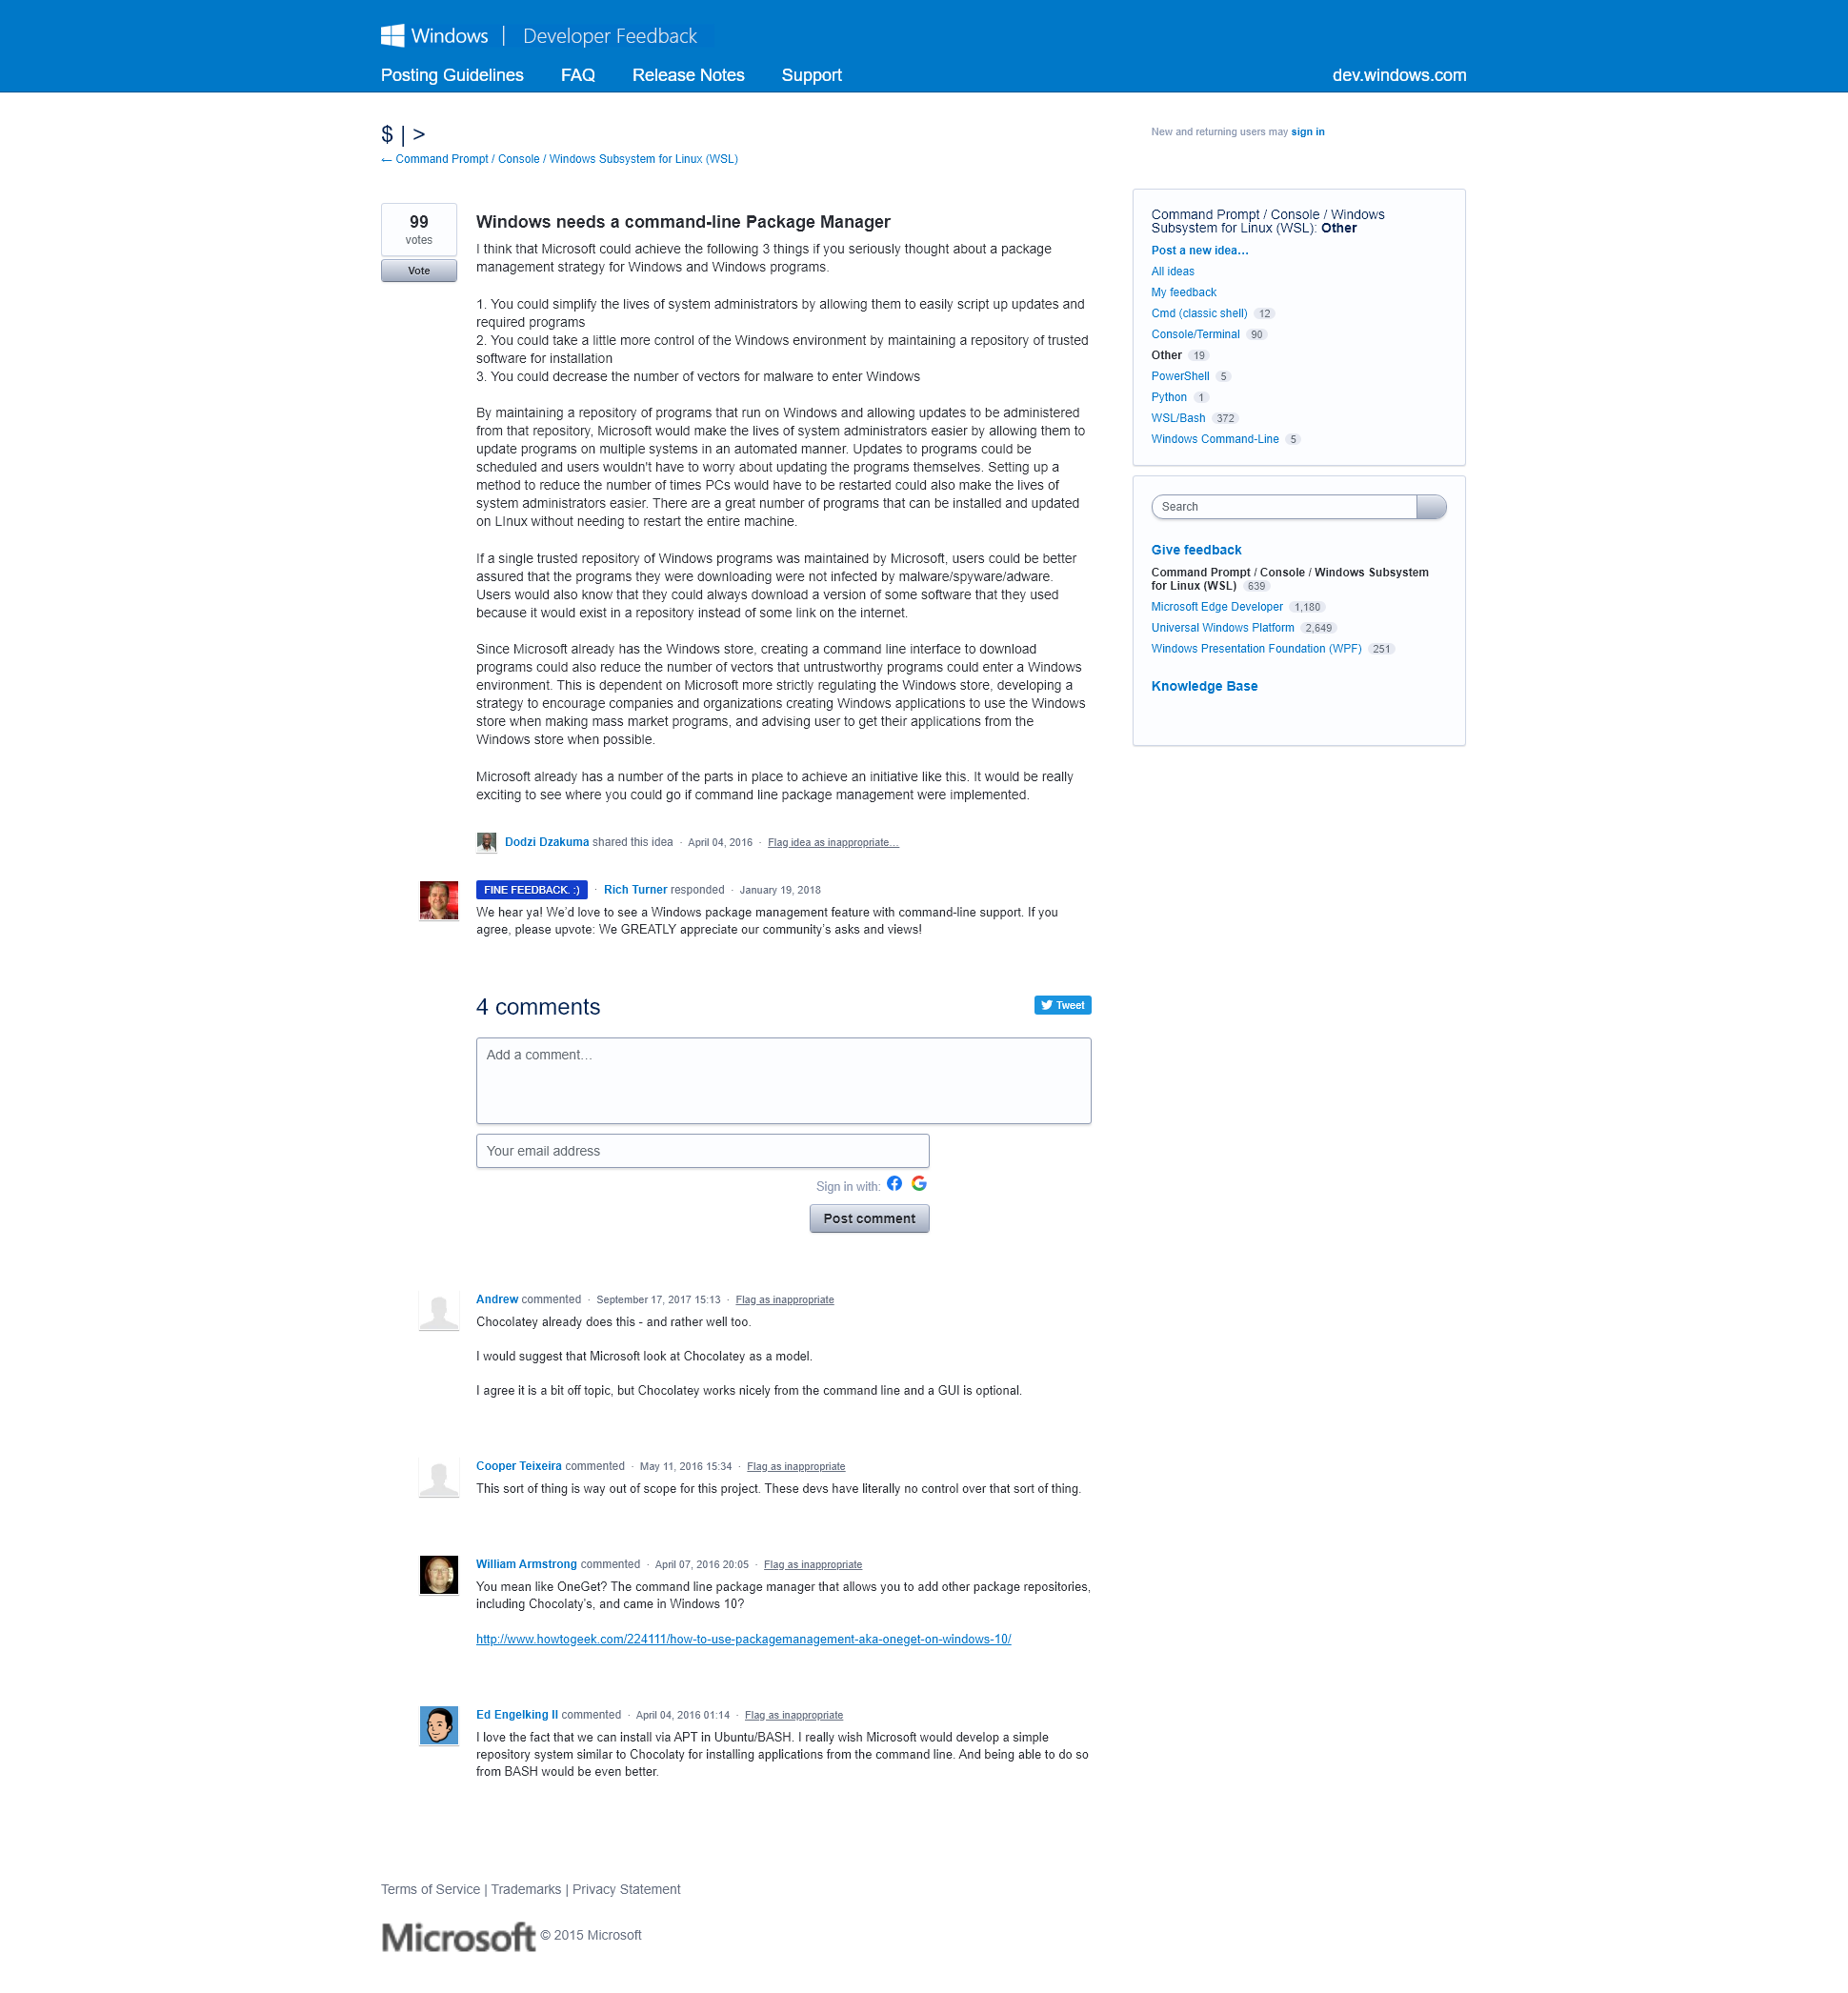 Windows | Developer Feedback
Posting Guidelines FAQ Release Notes Support dev.windows.com
$ | >
New and returning users may sign in
← Command Prompt / Console / Windows Subsystem for Linux (WSL)
99
votes
Vote
Windows needs a command-line Package Manager
I think that Microsoft could achieve the following 3 things if you seriously thought about a package
management strategy for Windows and Windows programs.
1. You could simplify the lives of system administrators by allowing them to easily script up updates and
required programs
2. You could take a little more control of the Windows environment by maintaining a repository of trusted
software for installation
3. You could decrease the number of vectors for malware to enter Windows
By maintaining a repository of programs that run on Windows and allowing updates to be administered
from that repository, Microsoft would make the lives of system administrators easier by allowing them to
update programs on multiple systems in an automated manner. Updates to programs could be
scheduled and users wouldn't have to worry about updating the programs themselves. Setting up a
method to reduce the number of times PCs would have to be restarted could also make the lives of
system administrators easier. There are a great number of programs that can be installed and updated
on LInux without needing to restart the entire machine.
If a single trusted repository of Windows programs was maintained by Microsoft, users could be better
assured that the programs they were downloading were not infected by malware/spyware/adware.
Users would also know that they could always download a version of some software that they used
because it would exist in a repository instead of some link on the internet.
Since Microsoft already has the Windows store, creating a command line interface to download
programs could also reduce the number of vectors that untrustworthy programs could enter a Windows
environment. This is dependent on Microsoft more strictly regulating the Windows store, developing a
strategy to encourage companies and organizations creating Windows applications to use the Windows
store when making mass market programs, and advising user to get their applications from the
Windows store when possible.
Microsoft already has a number of the parts in place to achieve an initiative like this. It would be really
exciting to see where you could go if command line package management were implemented.
Dodzi Dzakuma shared this idea · April 04, 2016 · Flag idea as inappropriate…
FINE FEEDBACK. :) · Rich Turner responded · January 19, 2018
We hear ya! We'd love to see a Windows package management feature with command-line support. If you
agree, please upvote: We GREATLY appreciate our community's asks and views!
4 comments
Tweet
Add a comment…
Your email address
Sign in with:
Post comment
Andrew commented · September 17, 2017 15:13 · Flag as inappropriate
Chocolatey already does this - and rather well too.
I would suggest that Microsoft look at Chocolatey as a model.
I agree it is a bit off topic, but Chocolatey works nicely from the command line and a GUI is optional.
Cooper Teixeira commented · May 11, 2016 15:34 · Flag as inappropriate
This sort of thing is way out of scope for this project. These devs have literally no control over that sort of thing.
William Armstrong commented · April 07, 2016 20:05 · Flag as inappropriate
You mean like OneGet? The command line package manager that allows you to add other package repositories,
including Chocolaty's, and came in Windows 10?
http://www.howtogeek.com/224111/how-to-use-packagemanagement-aka-oneget-on-windows-10/
Ed Engelking II commented · April 04, 2016 01:14 · Flag as inappropriate
I love the fact that we can install via APT in Ubuntu/BASH. I really wish Microsoft would develop a simple
repository system similar to Chocolaty for installing applications from the command line. And being able to do so
from BASH would be even better.
Command Prompt / Console / Windows
Subsystem for Linux (WSL): Other
Post a new idea…
All ideas
My feedback
Cmd (classic shell) 12
Console/Terminal 90
Other 19
PowerShell 5
Python 1
WSL/Bash 372
Windows Command-Line 5
Search
Give feedback
Command Prompt / Console / Windows Subsystem
for Linux (WSL) 639
Microsoft Edge Developer 1,180
Universal Windows Platform 2,649
Windows Presentation Foundation (WPF) 251
Knowledge Base
Terms of Service | Trademarks | Privacy Statement
Microsoft © 2015 Microsoft